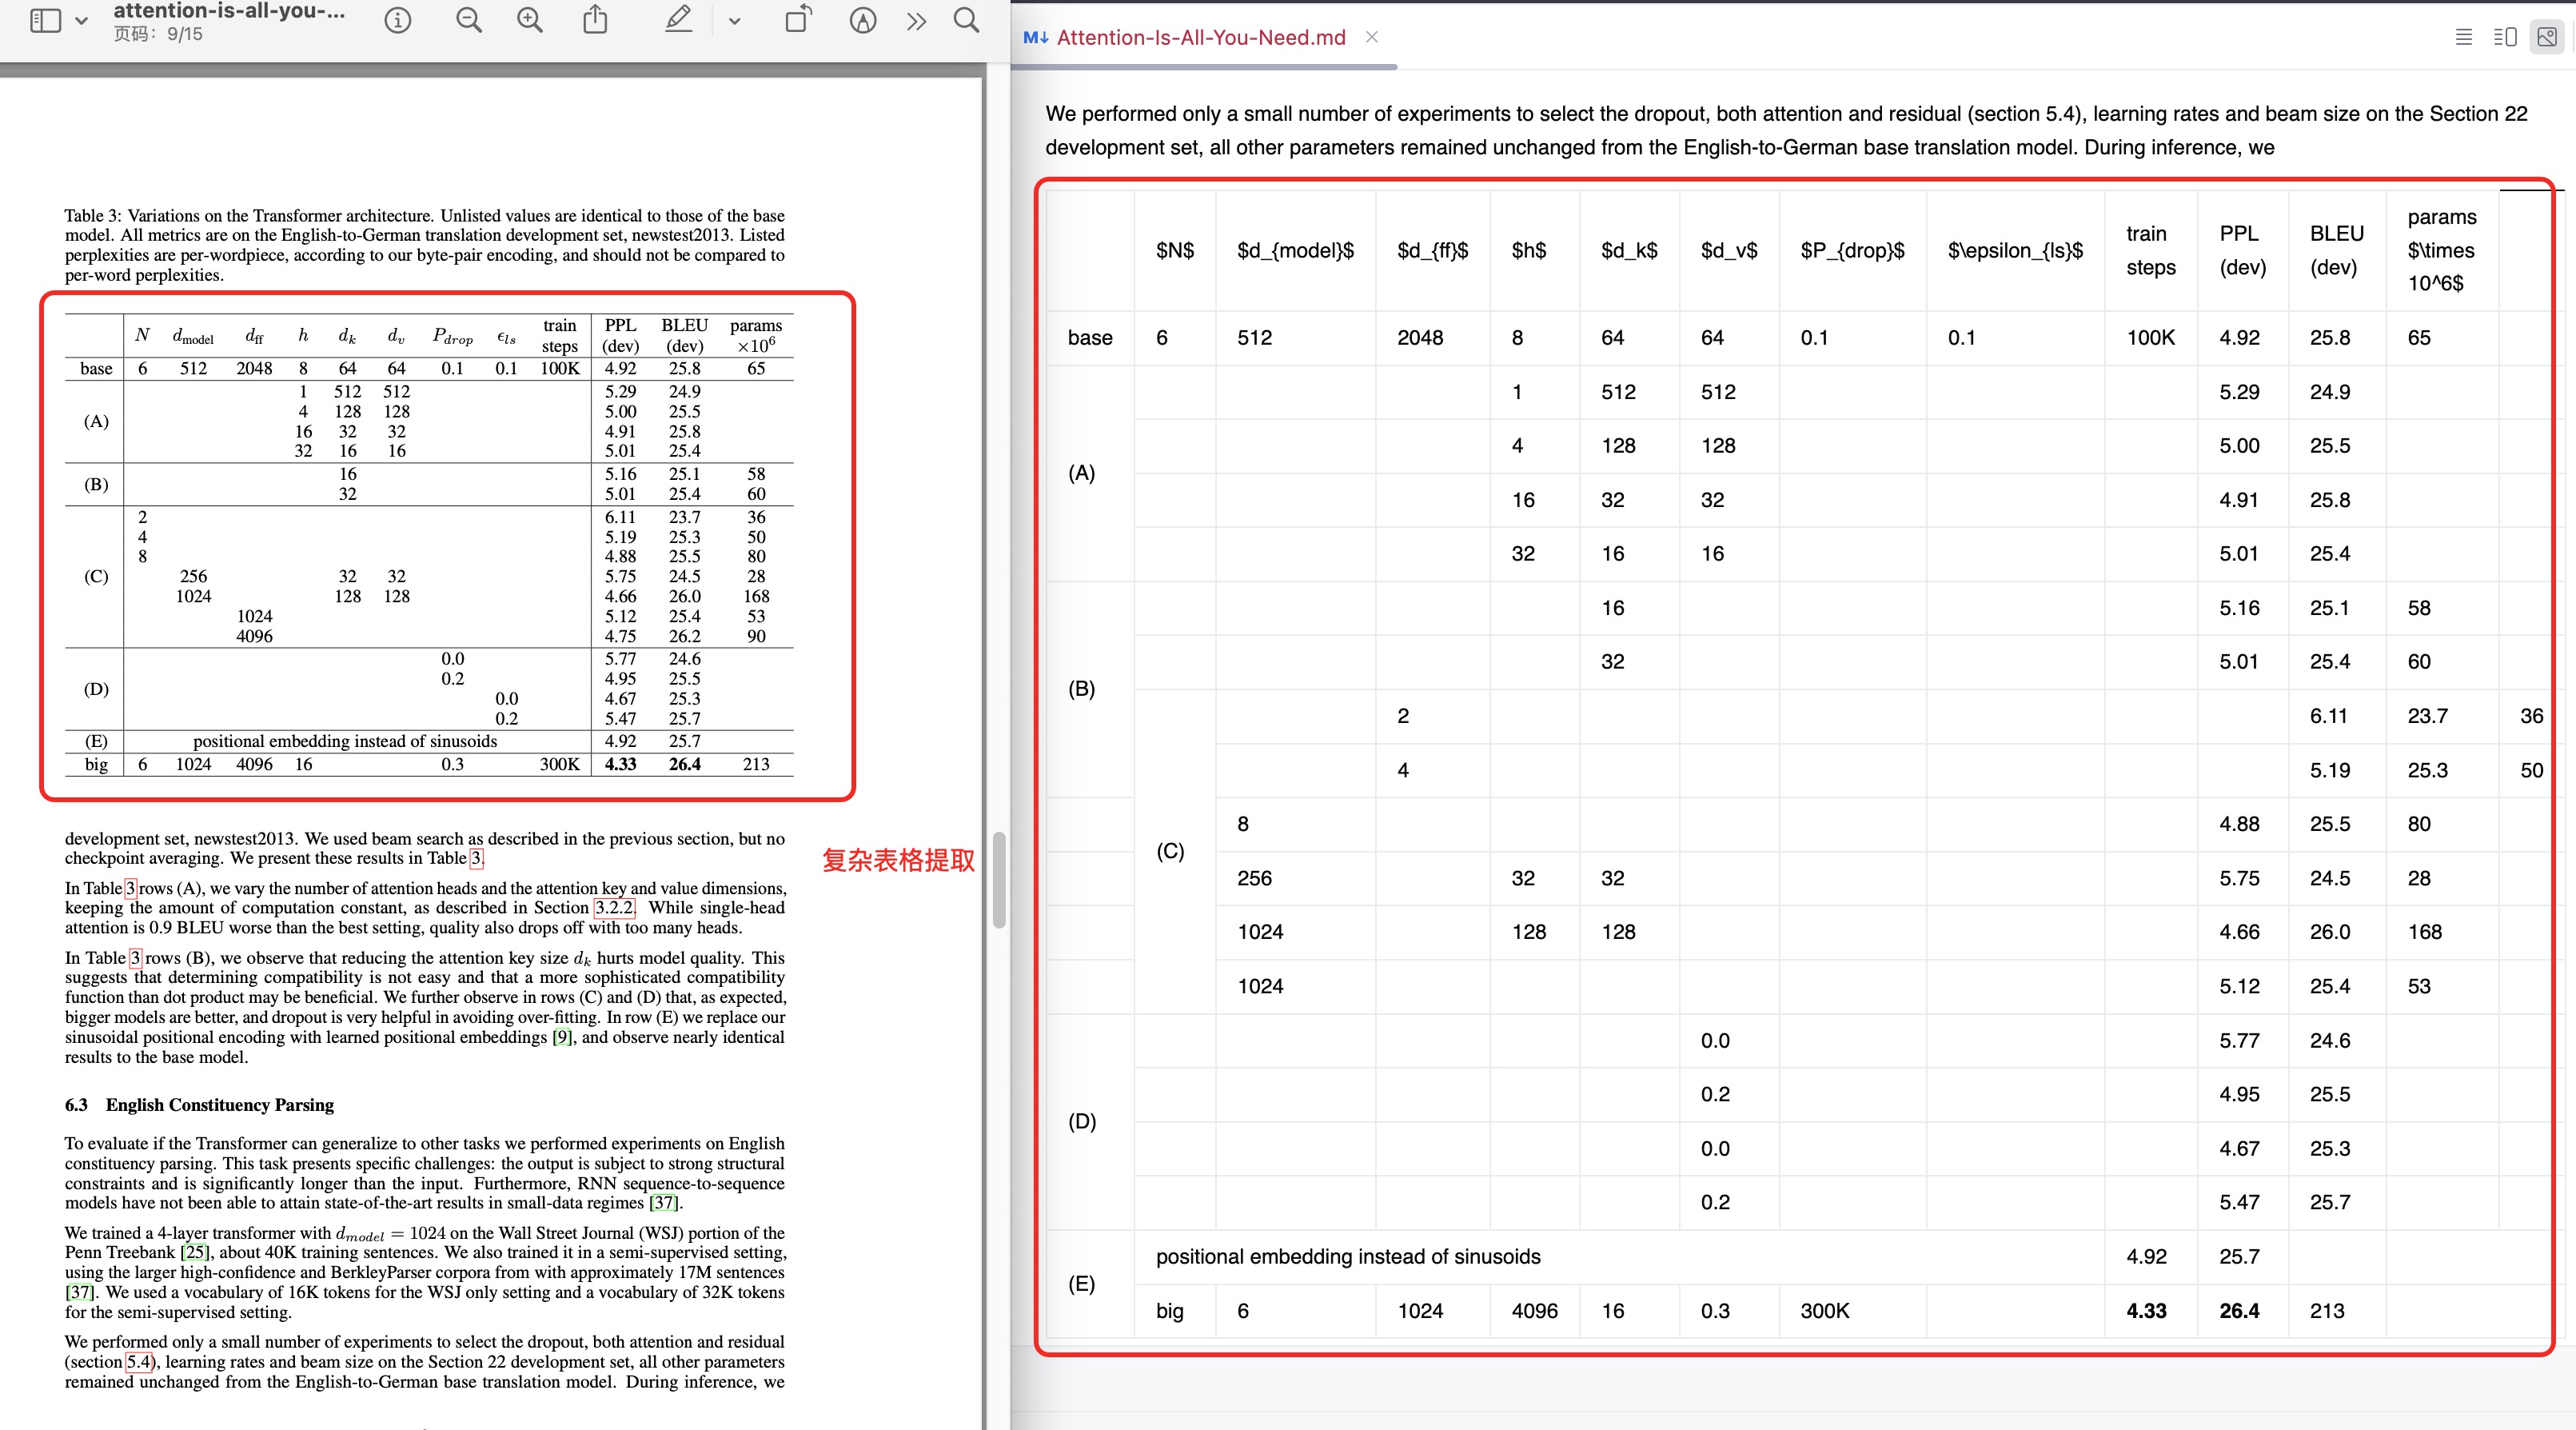 attention-is-all-you-...
页码：9/15
Table 3: Variations on the Transformer architecture. Unlisted values are identical to those of the base
model. All metrics are on the English-to-German translation development set, newstest2013. Listed
perplexities are per-wordpiece, according to our byte-pair encoding, and should not be compared to
per-word perplexities.
N d_model d_ff h d_k d_v P_drop ϵ_ls train steps PPL (dev) BLEU (dev) params ×10⁶
base 6 512 2048 8 64 64 0.1 0.1 100K 4.92 25.8 65
(A)
1 512 512 5.29 24.9
4 128 128 5.00 25.5
16 32 32 4.91 25.8
32 16 16 5.01 25.4
(B)
16 5.16 25.1 58
32 5.01 25.4 60
(C)
2 6.11 23.7 36
4 5.19 25.3 50
8 4.88 25.5 80
256 32 32 5.75 24.5 28
1024 128 128 4.66 26.0 168
1024 5.12 25.4 53
4096 4.75 26.2 90
(D)
0.0 5.77 24.6
0.2 4.95 25.5
0.0 4.67 25.3
0.2 5.47 25.7
(E) positional embedding instead of sinusoids 4.92 25.7
big 6 1024 4096 16 0.3 300K 4.33 26.4 213
development set, newstest2013. We used beam search as described in the previous section, but no
checkpoint averaging. We present these results in Table 3.
In Table 3 rows (A), we vary the number of attention heads and the attention key and value dimensions,
keeping the amount of computation constant, as described in Section 3.2.2. While single-head
attention is 0.9 BLEU worse than the best setting, quality also drops off with too many heads.
In Table 3 rows (B), we observe that reducing the attention key size d_k hurts model quality. This
suggests that determining compatibility is not easy and that a more sophisticated compatibility
function than dot product may be beneficial. We further observe in rows (C) and (D) that, as expected,
bigger models are better, and dropout is very helpful in avoiding over-fitting. In row (E) we replace our
sinusoidal positional encoding with learned positional embeddings [9], and observe nearly identical
results to the base model.
6.3 English Constituency Parsing
To evaluate if the Transformer can generalize to other tasks we performed experiments on English
constituency parsing. This task presents specific challenges: the output is subject to strong structural
constraints and is significantly longer than the input. Furthermore, RNN sequence-to-sequence
models have not been able to attain state-of-the-art results in small-data regimes [37].
We trained a 4-layer transformer with d_model = 1024 on the Wall Street Journal (WSJ) portion of the
Penn Treebank [25], about 40K training sentences. We also trained it in a semi-supervised setting,
using the larger high-confidence and BerkleyParser corpora from with approximately 17M sentences
[37]. We used a vocabulary of 16K tokens for the WSJ only setting and a vocabulary of 32K tokens
for the semi-supervised setting.
We performed only a small number of experiments to select the dropout, both attention and residual
(section 5.4), learning rates and beam size on the Section 22 development set, all other parameters
remained unchanged from the English-to-German base translation model. During inference, we
复杂表格提取
M↓ Attention-Is-All-You-Need.md ×
We performed only a small number of experiments to select the dropout, both attention and residual (section 5.4), learning rates and beam size on the Section 22
development set, all other parameters remained unchanged from the English-to-German base translation model. During inference, we
$N$ $d_{model}$ $d_{ff}$ $h$ $d_k$ $d_v$ $P_{drop}$ $\epsilon_{ls}$ train steps PPL (dev) BLEU (dev) params $\times 10^6$
base 6 512 2048 8 64 64 0.1 0.1 100K 4.92 25.8 65
(A)
1 512 512 5.29 24.9
4 128 128 5.00 25.5
16 32 32 4.91 25.8
32 16 16 5.01 25.4
(B)
16 5.16 25.1 58
32 5.01 25.4 60
(C)
2 6.11 23.7 36
4 5.19 25.3 50
8 4.88 25.5 80
256 32 32 5.75 24.5 28
1024 128 128 4.66 26.0 168
1024 5.12 25.4 53
(D)
0.0 5.77 24.6
0.2 4.95 25.5
0.0 4.67 25.3
0.2 5.47 25.7
(E)
positional embedding instead of sinusoids 4.92 25.7
big 6 1024 4096 16 0.3 300K 4.33 26.4 213